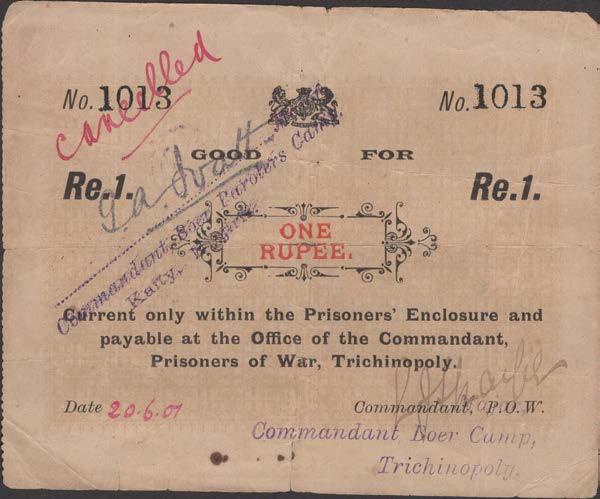 cancelled
No. 1013 No. 1013
GOOD FOR
Re.1. Re.1.
ONE
RUPEE.
Commandant, Boer Parolers Camp,
Current only within the Prisoners' Enclosure and
payable at the Office of the Commandant,
Prisoners of War, Trichinopoly.
Date 20.6.01 Commandant, P.O.W.
Commandant Boer Camp,
Trichinopoly.